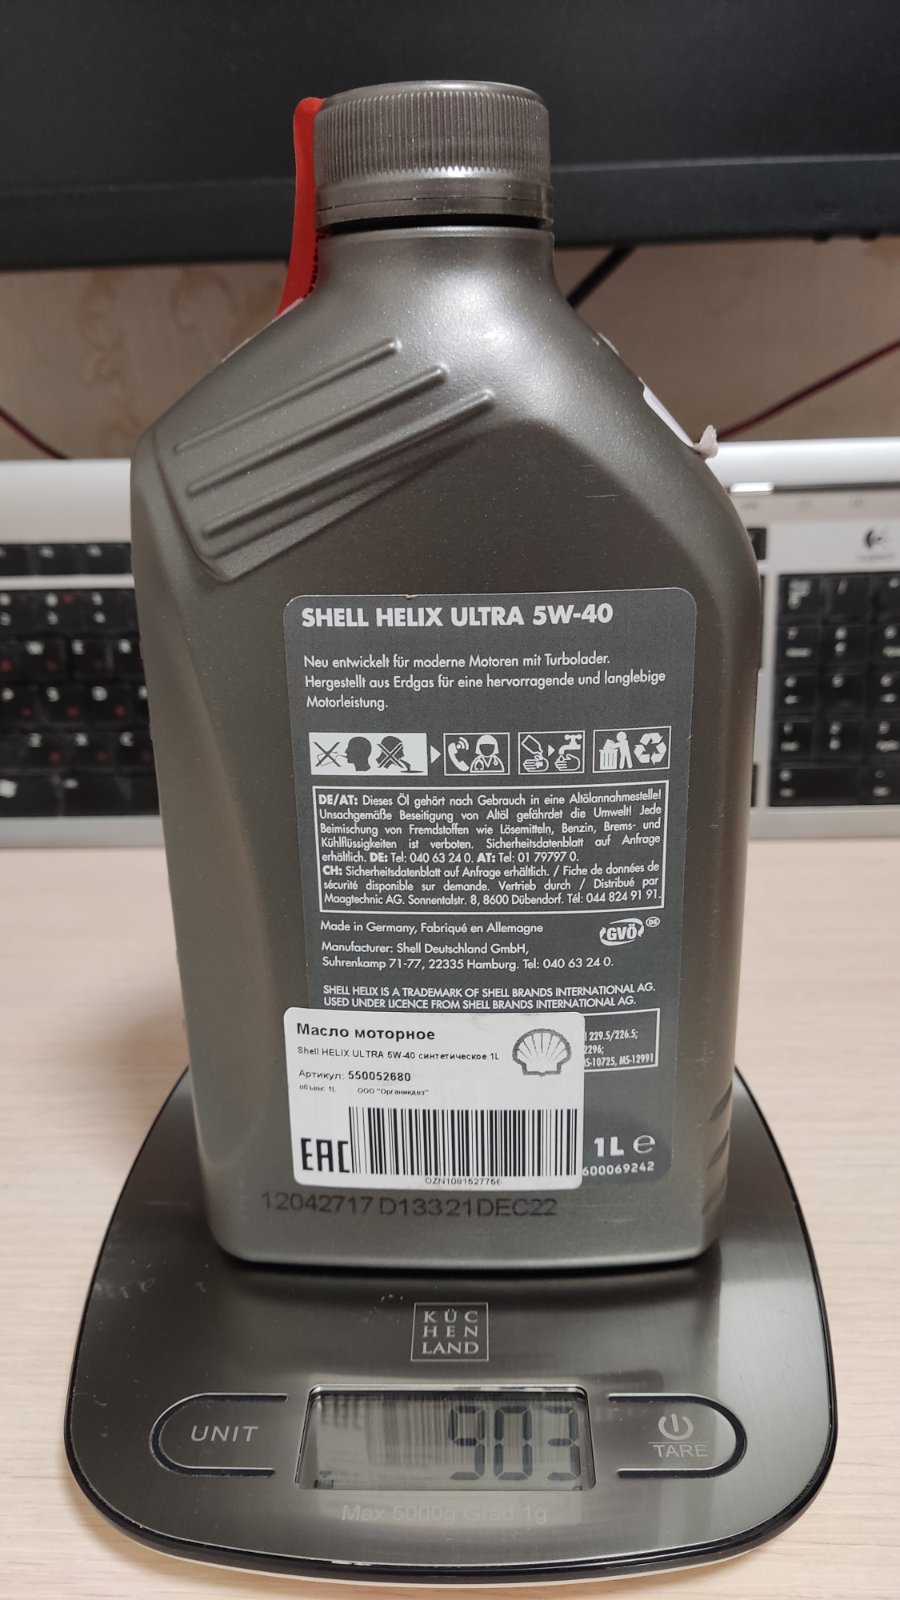 SHELL HELIX ULTRA 5W-40
Neu entwickelt für moderne Motoren mit Turbolader.
Hergestellt aus Erdgas für eine hervorragende und langlebige
Motorleistung.
DE/AT: Dieses Öl gehört nach Gebrauch in eine Altölannahmestelle!
Unsachgemäße Beseitigung von Altöl gefährdet die Umwelt! Jede
Beimischung von Fremdstoffen wie Lösemitteln, Benzin, Brems- und
Kühlflüssigkeiten ist verboten. Sicherheitsdatenblatt auf Anfrage
erhältlich. DE: Tel: 040 63 24 0. AT: Tel: 01 79797 0.
CH: Sicherheitsdatenblatt auf Anfrage erhältlich. / Fiche de données de
sécurité disponible sur demande. Vertrieb durch / Distribué par
Maagtechnic AG. Sonnentalstr. 8, 8600 Dübendorf. Tél: 044 824 91 91.
Made in Germany, Fabriqué en Allemagne
GVÖ DE
Manufacturer: Shell Deutschland GmbH,
Suhrenkamp 71-77, 22335 Hamburg. Tel: 040 63 24 0.
SHELL HELIX IS A TRADEMARK OF SHELL BRANDS INTERNATIONAL AG.
USED UNDER LICENCE FROM SHELL BRANDS INTERNATIONAL AG.
229.5/226.5;
2296;
MS-12991
Масло моторное
Shell HELIX ULTRA 5W-40 синтетическое 1L
Артикул: 550052680
объем: 1L ООО "Органикдез"
EAC
OZN1081527766
1L e
600069242
12042717 D13321DEC22
KÜC
HEN
LAND
UNIT
903
TARE
Max 5000g Grad 1g